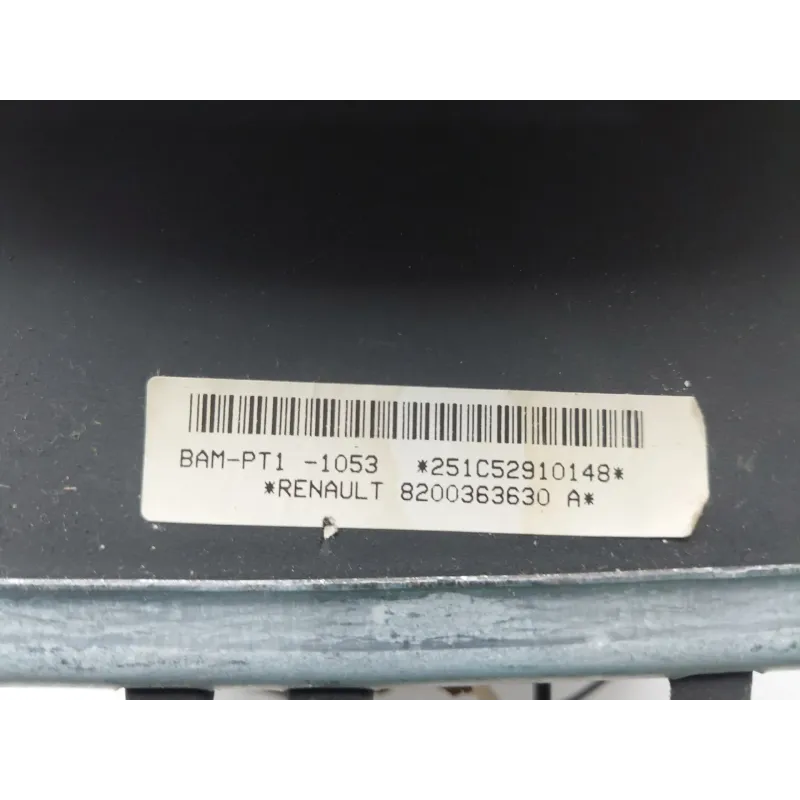 BAM-PT1 -1053 *251C52910148*
*RENAULT 8200363630 A*